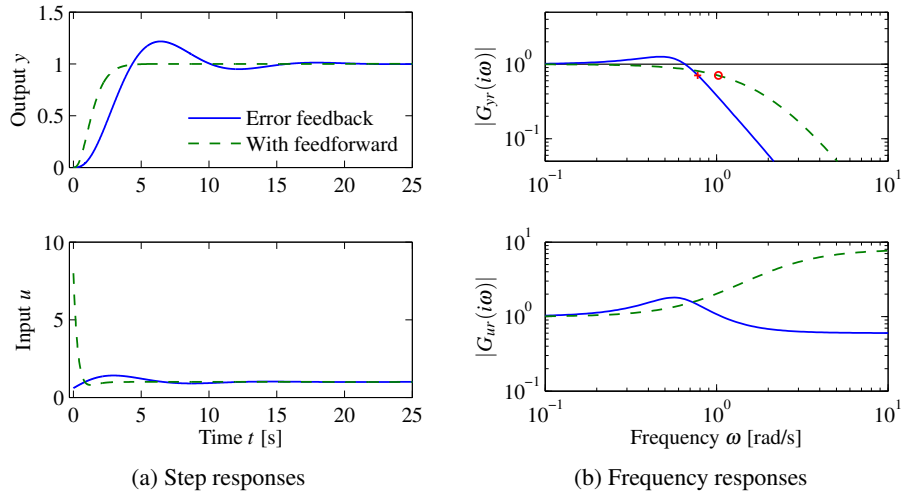 Output y
1.5
1
0.5
0
Error feedback
With feedforward
0 5 10 15 20 25
Input u
10
5
0
0 5 10 15 20 25
Time t [s]
(a) Step responses
|G_yr(iω)|
10^0
10^-1
10^-1 10^0 10^1
|G_ur(iω)|
10^1
10^0
10^-1
10^-1 10^0 10^1
Frequency ω [rad/s]
(b) Frequency responses